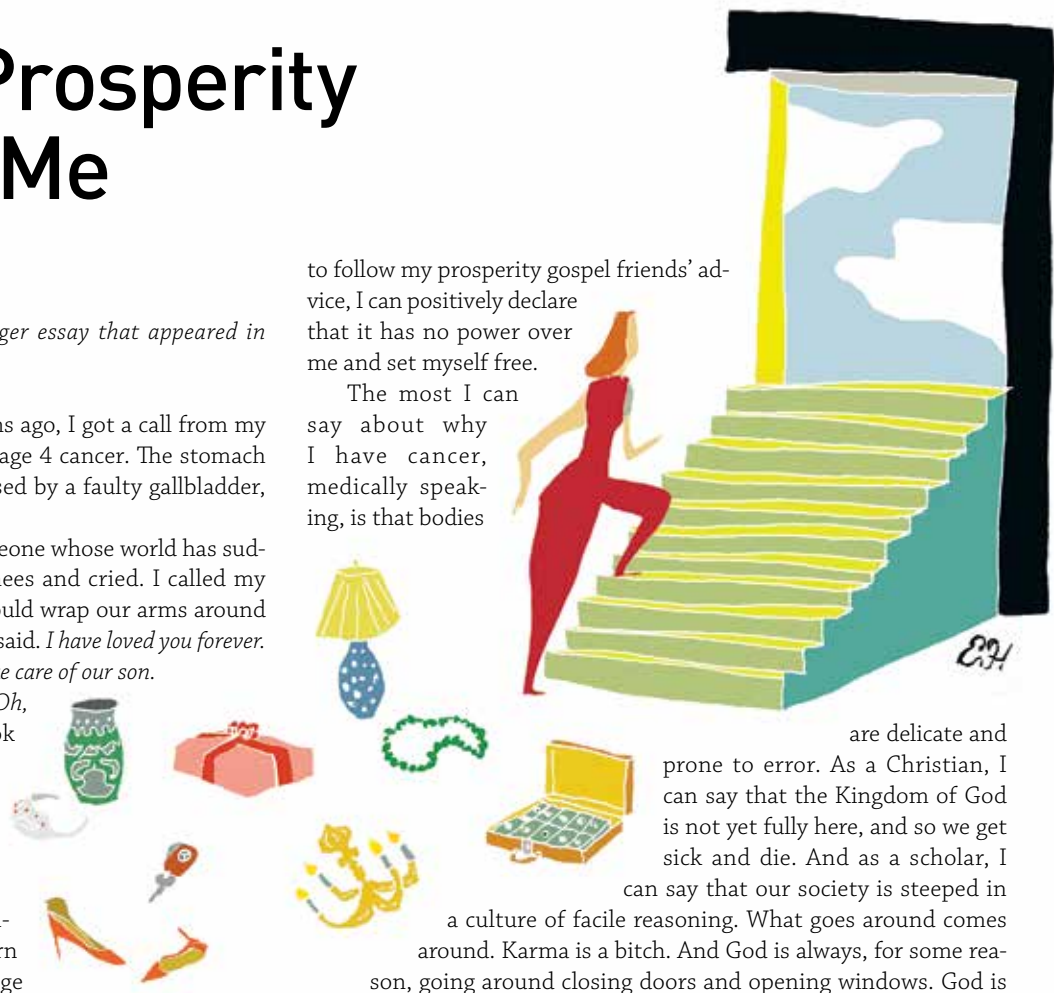 Prosperity
Me
ger essay that appeared in
ns ago, I got a call from my
age 4 cancer. The stomach
sed by a faulty gallbladder,
eone whose world has sud-
nees and cried. I called my
ould wrap our arms around
said. I have loved you forever.
e care of our son.
Oh,
ok
rn
ge
to follow my prosperity gospel friends’ ad-
vice, I can positively declare
that it has no power over
me and set myself free.
The most I can
say about why
I have cancer,
medically speak-
ing, is that bodies
are delicate and
prone to error. As a Christian, I
can say that the Kingdom of God
is not yet fully here, and so we get
sick and die. And as a scholar, I
can say that our society is steeped in
a culture of facile reasoning. What goes around comes
around. Karma is a bitch. And God is always, for some rea-
son, going around closing doors and opening windows. God is
EH